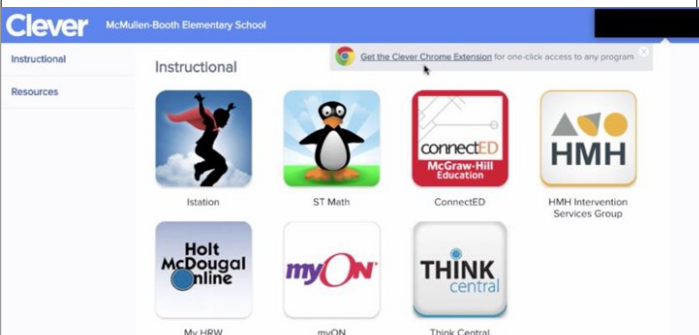 Clever
McMullen-Booth Elementary School
Instructional
Resources
Get the Clever Chrome Extension for one-click access to any program
Instructional
connectED
McGraw-Hill
Education
HMH
Istation
ST Math
ConnectED
HMH Intervention
Services Group
Holt
McDougal
Online
myON
THINK
central
My HRW
myON
Think Central